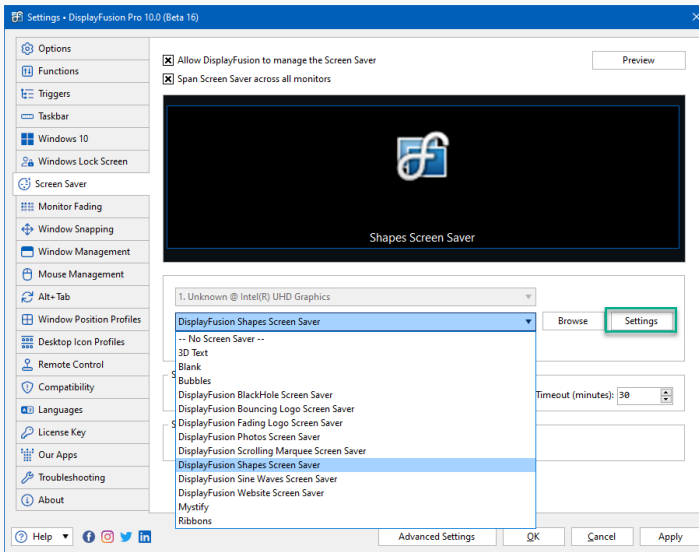 Settings • DisplayFusion Pro 10.0 (Beta 16)
Options
Functions
Triggers
Taskbar
Windows 10
Windows Lock Screen
Screen Saver
Monitor Fading
Window Snapping
Window Management
Mouse Management
Alt+Tab
Window Position Profiles
Desktop Icon Profiles
Remote Control
Compatibility
Languages
License Key
Our Apps
Troubleshooting
About
Allow DisplayFusion to manage the Screen Saver
Preview
Span Screen Saver across all monitors
Shapes Screen Saver
1. Unknown @ Intel(R) UHD Graphics
DisplayFusion Shapes Screen Saver
Browse
Settings
-- No Screen Saver --
3D Text
Blank
Bubbles
DisplayFusion BlackHole Screen Saver
Timeout (minutes): 30
DisplayFusion Bouncing Logo Screen Saver
DisplayFusion Fading Logo Screen Saver
DisplayFusion Photos Screen Saver
DisplayFusion Scrolling Marquee Screen Saver
DisplayFusion Shapes Screen Saver
DisplayFusion Sine Waves Screen Saver
DisplayFusion Website Screen Saver
Mystify
Ribbons
Help
Advanced Settings
OK
Cancel
Apply